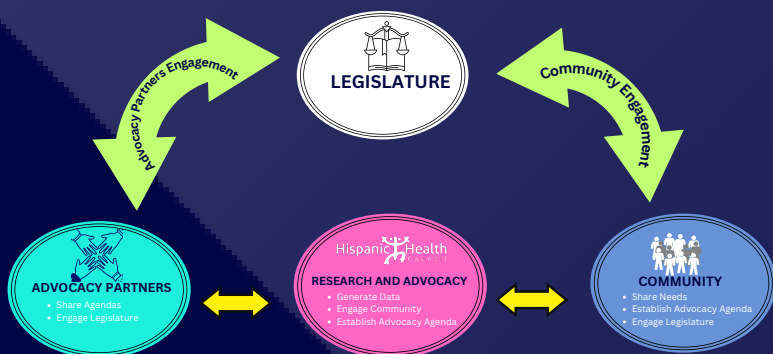 Advocacy Partners Engagement
LEGISLATURE
Community Engagement
ADVOCACY PARTNERS
Share Agendas
Engage Legislature
Hispanic Health
Council
RESEARCH AND ADVOCACY
Generate Data
Engage Community
Establish Advocacy Agenda
COMMUNITY
Share Needs
Establish Advocacy Agenda
Engage Legislature